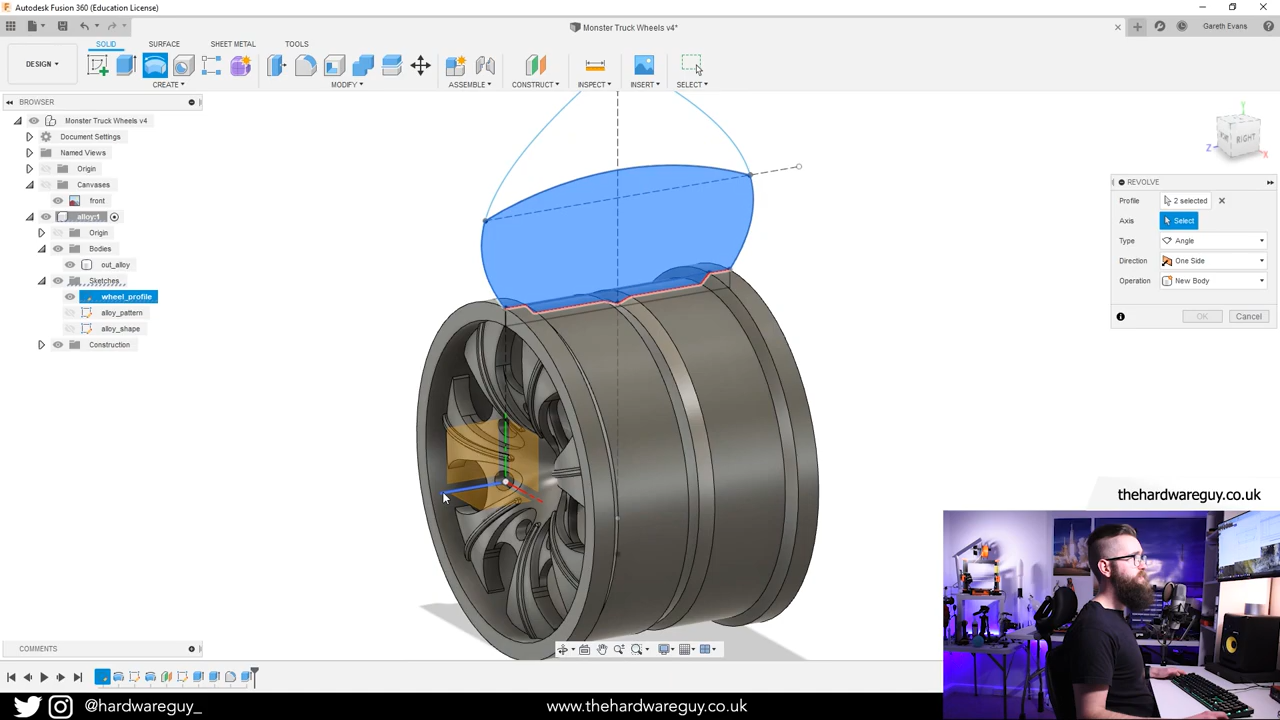 Autodesk Fusion 360 (Education License)
Monster Truck Wheels v4*
Gareth Evans
SOLID SURFACE SHEET METAL TOOLS
DESIGN
CREATE MODIFY ASSEMBLE CONSTRUCT INSPECT INSERT SELECT
BROWSER
Monster Truck Wheels v4
Document Settings
Named Views
Origin
Canvases
front
alloy:1
Origin
Bodies
out_alloy
Sketches
wheel_profile
alloy_pattern
alloy_shape
Construction
RIGHT
Y
Z
X
REVOLVE
Profile 2 selected
Axis Select
Type Angle
Direction One Side
Operation New Body
OK Cancel
thehardwareguy.co.uk
COMMENTS
@hardwareguy_
www.thehardwareguy.co.uk